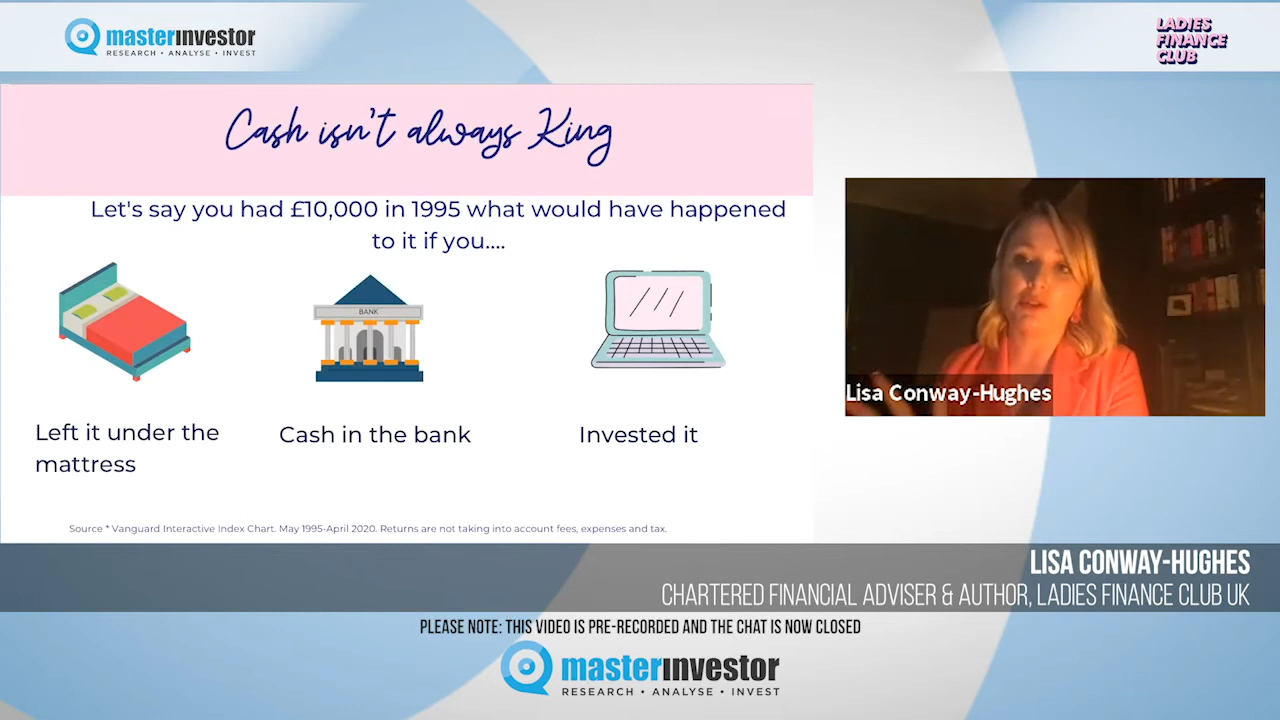 masterinvestor
RESEARCH • ANALYSE • INVEST
LADIES
FINANCE
CLUB
Cash isn't always King
Let's say you had £10,000 in 1995 what would have happened
to it if you....
BANK
Left it under the
mattress
Cash in the bank
Invested it
Source * Vanguard Interactive Index Chart. May 1995-April 2020. Returns are not taking into account fees, expenses and tax.
Lisa Conway-Hughes
LISA CONWAY-HUGHES
CHARTERED FINANCIAL ADVISER & AUTHOR, LADIES FINANCE CLUB UK
PLEASE NOTE: THIS VIDEO IS PRE-RECORDED AND THE CHAT IS NOW CLOSED
masterinvestor
RESEARCH • ANALYSE • INVEST